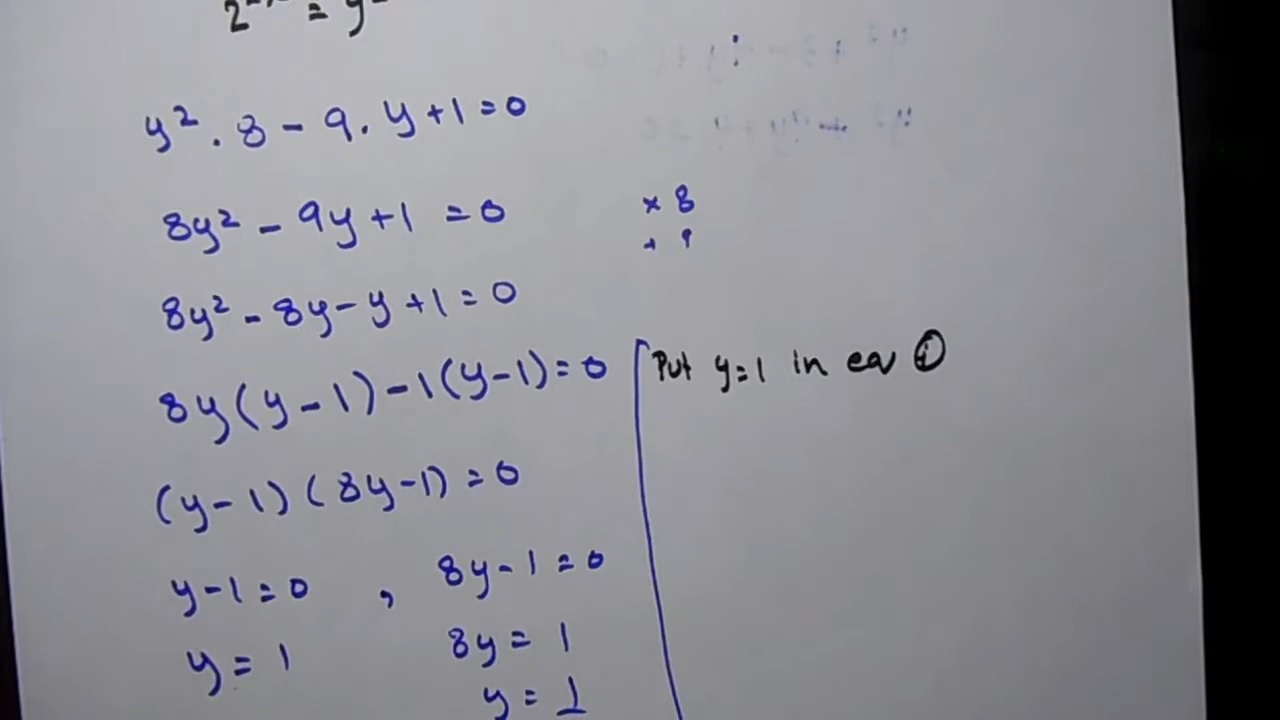 y² . 8 - 9 . y + 1 = 0
8y² - 9y + 1 = 0
× 8
+ 9
8y² - 8y - y + 1 = 0
8y(y - 1) - 1(y - 1) = 0
(y - 1)(8y - 1) = 0
y - 1 = 0 , 8y - 1 = 0
y = 1 8y = 1
y = 1
Put y = 1 in eq ①